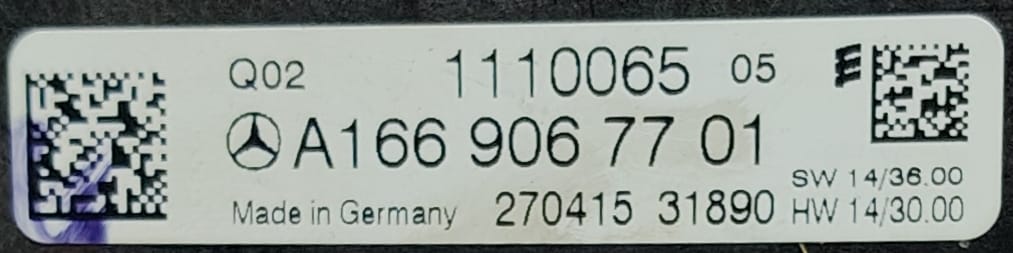 Q02 1110065 05
A166 906 77 01
SW 14/36.00
Made in Germany 270415 31890 HW 14/30.00